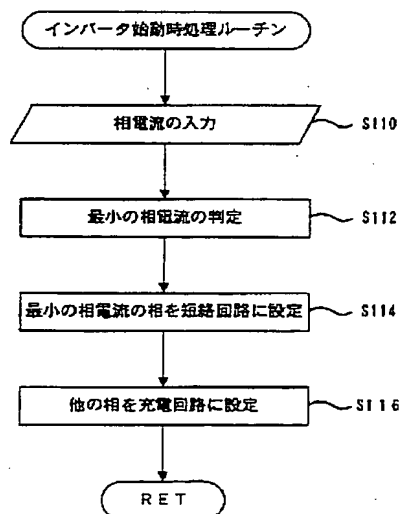 インバータ始動時処理ルーチン
相電流の入力
S110
最小の相電流の判定
S112
最小の相電流の相を短絡回路に設定
S114
他の相を充電回路に設定
S116
RET